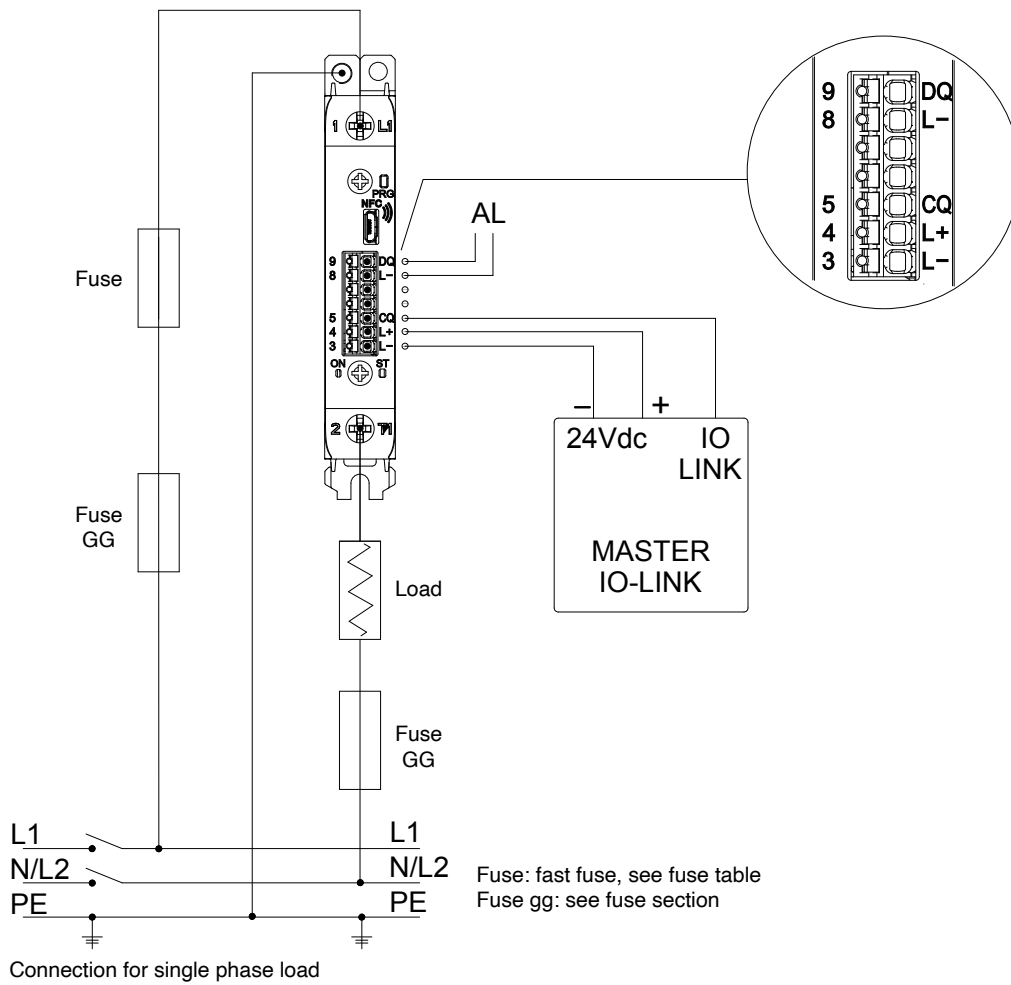 1 L1
PRG
NFC
9 DQ
8 L−
5 CQ
4 L+
3 L−
ON ST
2 T1
AL
9 DQ
8 L−
5 CQ
4 L+
3 L−
Fuse
Fuse
GG
− +
24Vdc IO
LINK
MASTER
IO-LINK
Load
Fuse
GG
L1 L1
N/L2 N/L2
PE PE
Fuse: fast fuse, see fuse table
Fuse gg: see fuse section
Connection for single phase load